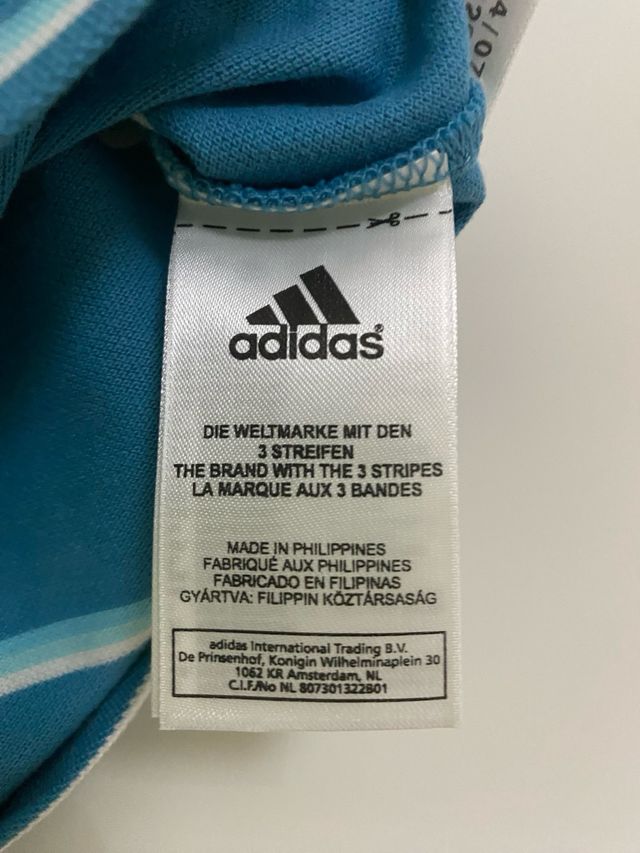 4/07
adidas®
DIE WELTMARKE MIT DEN
3 STREIFEN
THE BRAND WITH THE 3 STRIPES
LA MARQUE AUX 3 BANDES
MADE IN PHILIPPINES
FABRIQUÉ AUX PHILIPPINES
FABRICADO EN FILIPINAS
GYÁRTVA: FILIPPIN KÖZTÁRSASÁG
adidas International Trading B.V.
De Prinsenhof, Konigin Wilhelminaplein 30
1062 KR Amsterdam, NL
C.I.F./No NL 807301322B01